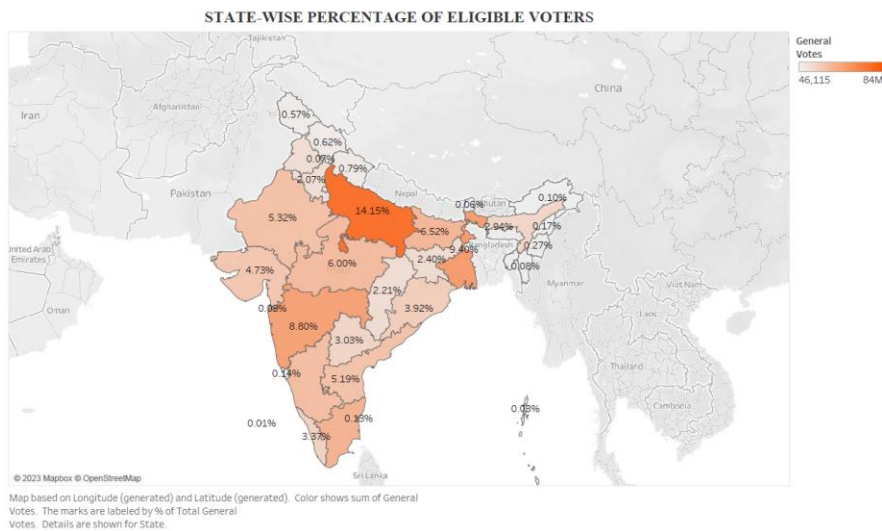 STATE-WISE PERCENTAGE OF ELIGIBLE VOTERS
General
Votes
46,115 84M
Tajikistan
China
Afghanistan
Iran
0.57%
0.62%
0.07%
0.79%
2.07%
Pakistan
Nepal
0.06% Bhutan
0.10%
14.15%
5.32%
6.52%
2.94%
0.17%
United Arab
Emirates
9.40% Bangladesh
0.27%
6.00%
2.40%
4.73%
0.08%
Myanmar
Viet Nam
Oman
2.21%
3.92%
Laos
8.80%
3.03%
Thailand
0.14%
5.19%
Cambodia
0.01%
0.03%
3.37%
Sri Lanka
© 2023 Mapbox © OpenStreetMap
Map based on Longitude (generated) and Latitude (generated). Color shows sum of General
Votes. The marks are labeled by % of Total General
Votes. Details are shown for State.